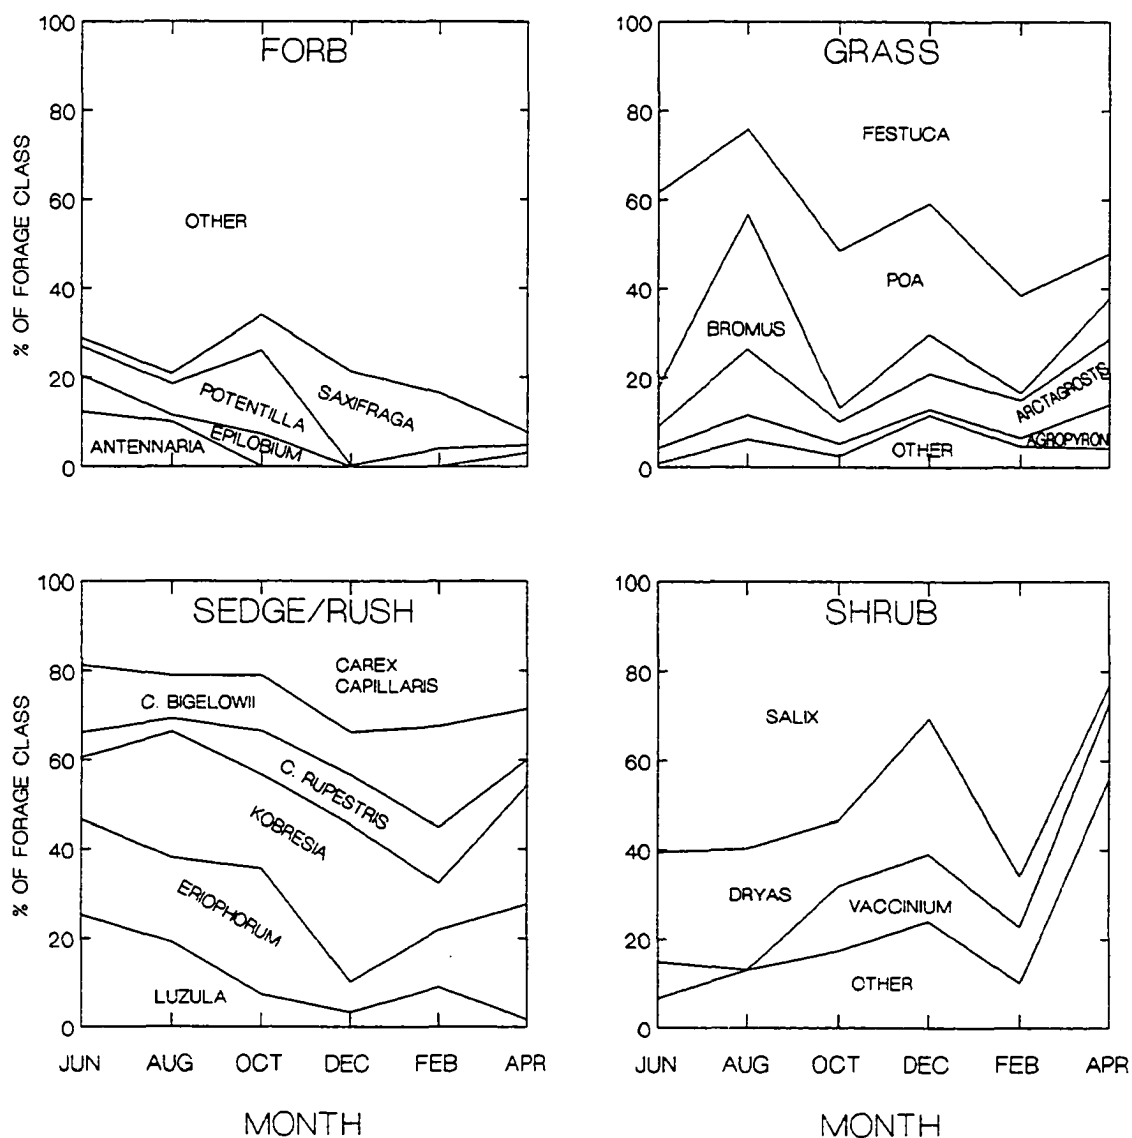 FORB
% OF FORAGE CLASS
100
80
60
40
20
0
OTHER
POTENTILLA
SAXIFRAGA
EPILOBIUM
ANTENNARIA
GRASS
100
80
60
40
20
0
FESTUCA
POA
BROMUS
ARCTAGROSTIS
AGROPYRON
OTHER
SEDGE/RUSH
% OF FORAGE CLASS
100
80
60
40
20
0
CAREX
CAPILLARIS
C. BIGELOWII
C. RUPESTRIS
KOBRESIA
ERIOPHORUM
LUZULA
JUN AUG OCT DEC FEB APR
MONTH
SHRUB
100
80
60
40
20
0
SALIX
DRYAS
VACCINIUM
OTHER
JUN AUG OCT DEC FEB APR
MONTH